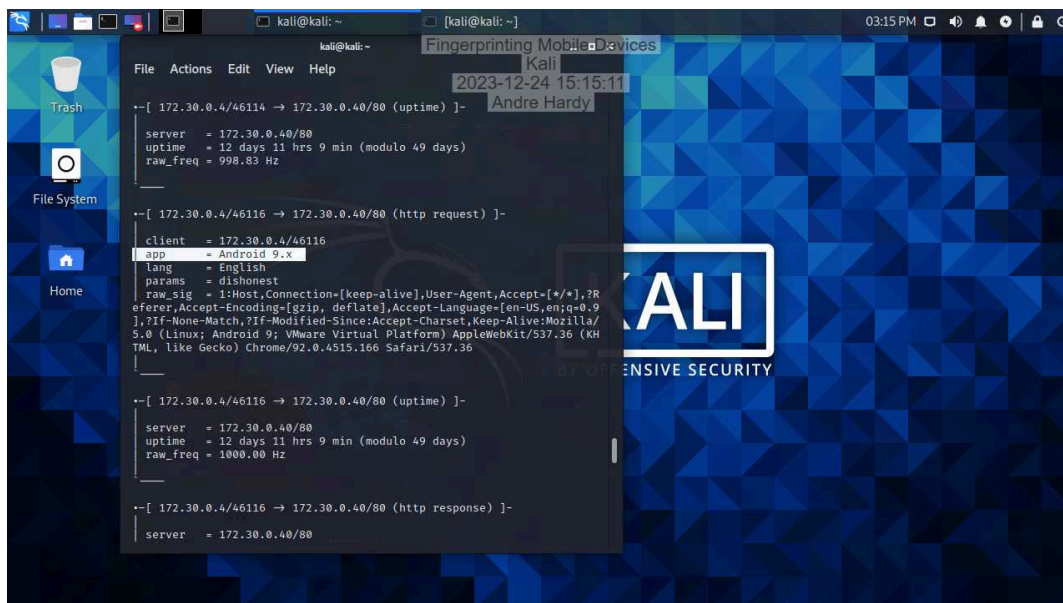 kali@kali: ~
[kali@kali: ~]
03:15 PM
kali@kali: ~
Fingerprinting Mobile Devices
Kali
2023-12-24 15:15:11
Andre Hardy
File Actions Edit View Help
Trash
File System
Home
.-[ 172.30.0.4/46114 → 172.30.0.40/80 (uptime) ]-
|
| server = 172.30.0.40/80
| uptime = 12 days 11 hrs 9 min (modulo 49 days)
| raw_freq = 998.83 Hz
|
`____
.-[ 172.30.0.4/46116 → 172.30.0.40/80 (http request) ]-
|
| client = 172.30.0.4/46116
| app = Android 9.x
| lang = English
| params = dishonest
| raw_sig = 1:Host,Connection=[keep-alive],User-Agent,Accept=[*/*],?R
eferer,Accept-Encoding=[gzip, deflate],Accept-Language=[en-US,en;q=0.9
],?If-None-Match,?If-Modified-Since:Accept-Charset,Keep-Alive:Mozilla/
5.0 (Linux; Android 9; VMware Virtual Platform) AppleWebKit/537.36 (KH
TML, like Gecko) Chrome/92.0.4515.166 Safari/537.36
|
`____
.-[ 172.30.0.4/46116 → 172.30.0.40/80 (uptime) ]-
|
| server = 172.30.0.40/80
| uptime = 12 days 11 hrs 9 min (modulo 49 days)
| raw_freq = 1000.00 Hz
|
`____
.-[ 172.30.0.4/46116 → 172.30.0.40/80 (http response) ]-
|
| server = 172.30.0.40/80
KALI
BY OFFENSIVE SECURITY